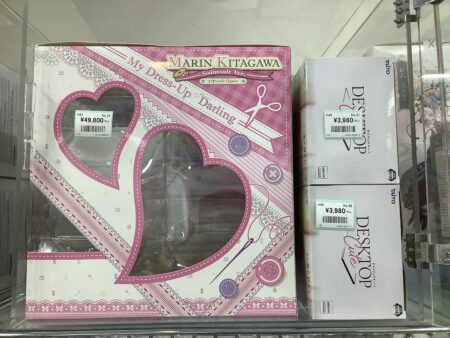 MARIN KITAGAWA
Swimsuit Ver.
My Dress-Up Darling
¥49,800
TAITO
¥3,980
DESKTOP
Cute
TAITO
¥3,980
DESKTOP
Cute